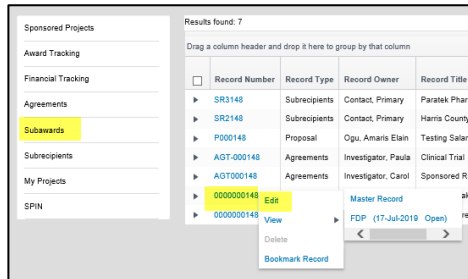 Sponsored Projects
Award Tracking
Financial Tracking
Agreements
Subawards
Subrecipients
My Projects
SPIN
Results found: 7
Drag a column header and drop it here to group by that column
Record Number Record Type Record Owner Record Title
SR3148 Subrecipients Contact, Primary Paratek Phar
SR2148 Subrecipients Contact, Primary Harris County
P000148 Proposal Ogu, Amaris Elain Testing Salar
AGT-000148 Agreements Investigator, Paula Clinical Trial
AGT000148 Agreements Investigator, Carol Sponsored R
0000000148
0000000148
Edit
View
Delete
Bookmark Record
Master Record
FDP (17-Jul-2019 Open)